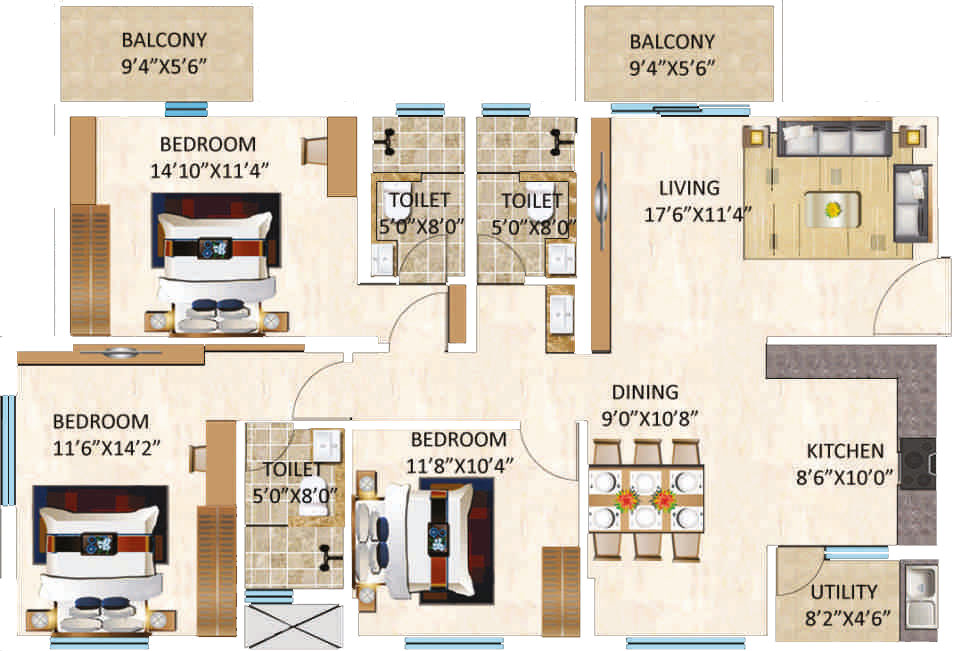 BALCONY
9'4"X5'6"
BALCONY
9'4"X5'6"
BEDROOM
14'10"X11'4"
TOILET
5'0"X8'0"
TOILET
5'0"X8'0"
LIVING
17'6"X11'4"
BEDROOM
11'6"X14'2"
TOILET
5'0"X8'0"
BEDROOM
11'8"X10'4"
DINING
9'0"X10'8"
KITCHEN
8'6"X10'0"
UTILITY
8'2"X4'6"